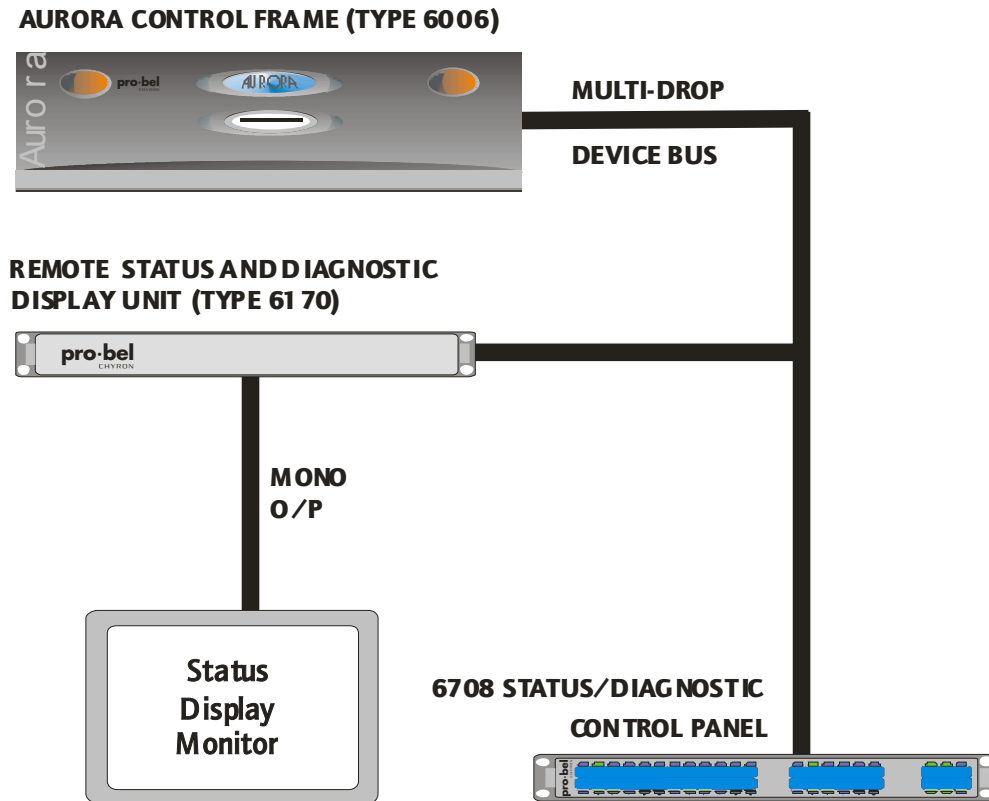 AURORA CONTROL FRAME (TYPE 6006)
Aurora
pro·bel
CHYRON
AURORA
MULTI-DROP
DEVICE BUS
REMOTE STATUS AND DIAGNOSTIC
DISPLAY UNIT (TYPE 6170)
pro·bel
CHYRON
MONO
O/P
Status
Display
Monitor
6708 STATUS/DIAGNOSTIC
CONTROL PANEL
pro·bel